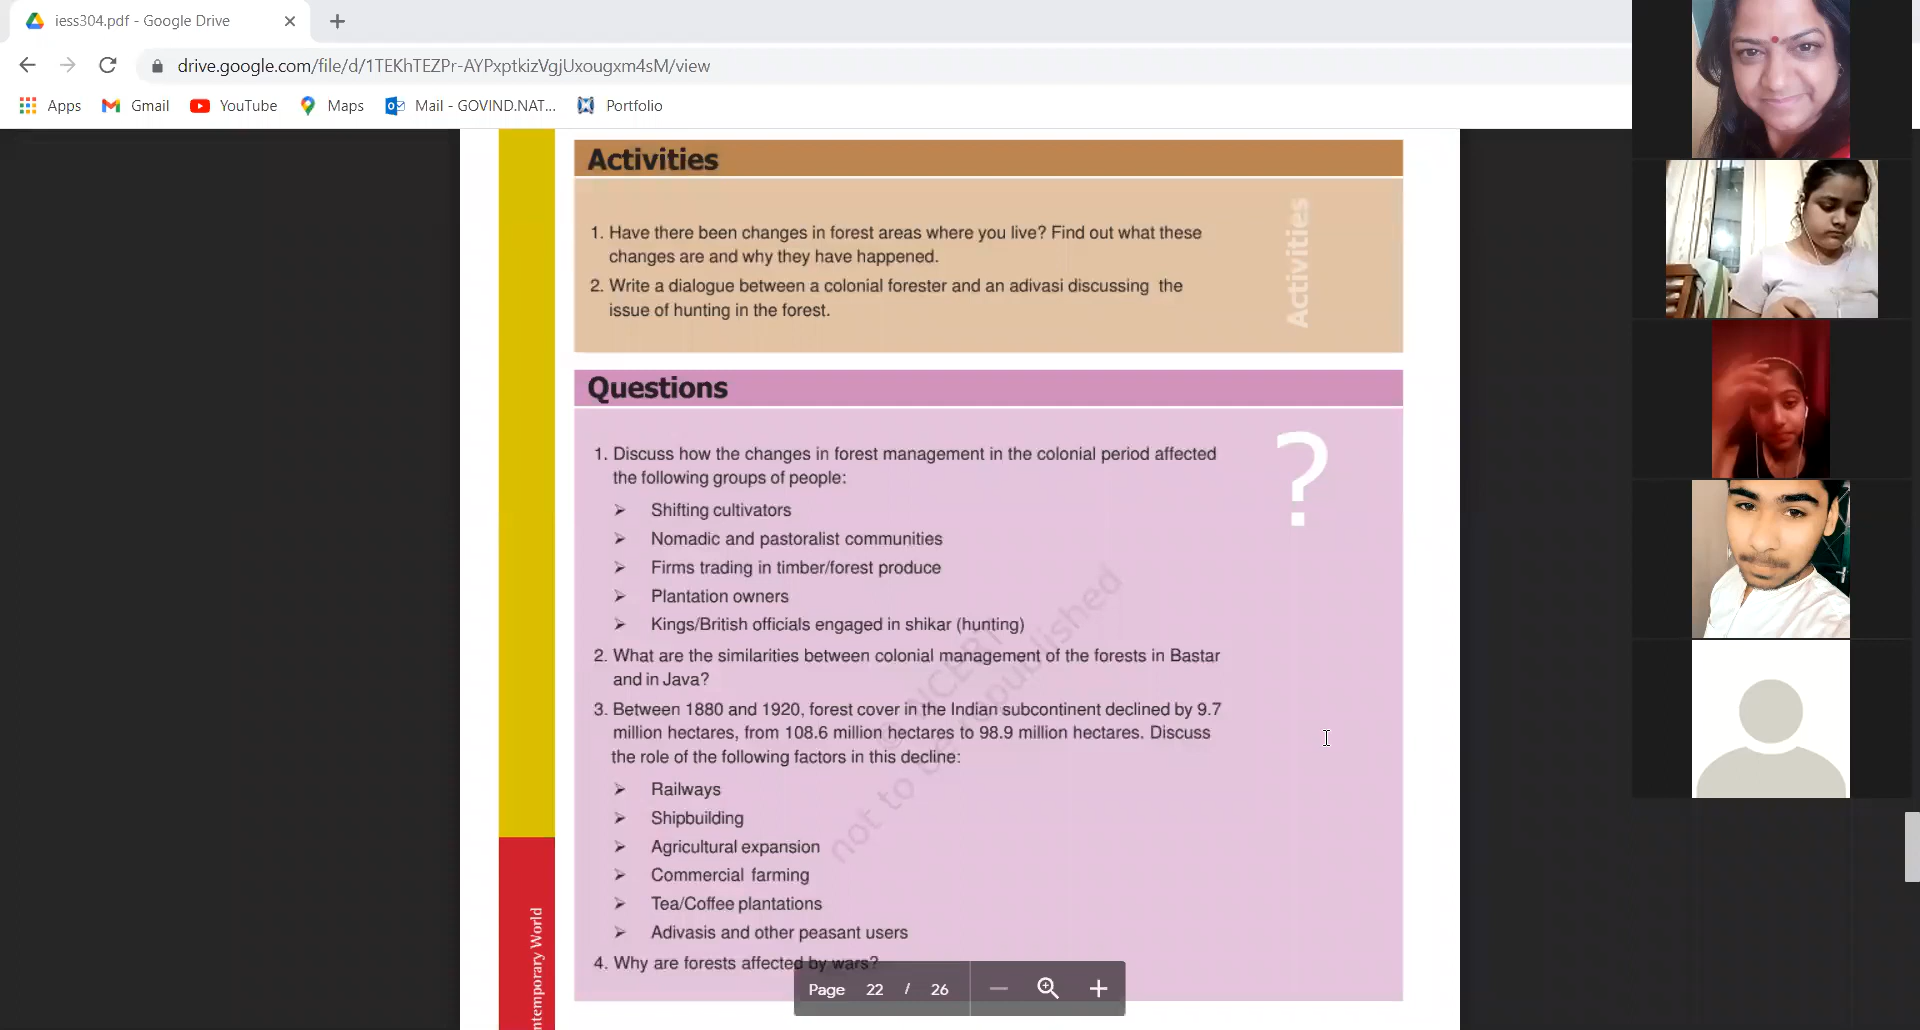 iess304.pdf - Google Drive
drive.google.com/file/d/1TEKhTEZPr-AYPxptkizVgjUxougxm4sM/view
Apps Gmail YouTube Maps Mail - GOVIND.NAT... Portfolio
Activities
Activities
1. Have there been changes in forest areas where you live? Find out what these
changes are and why they have happened.
2. Write a dialogue between a colonial forester and an adivasi discussing the
issue of hunting in the forest.
Questions
?
1. Discuss how the changes in forest management in the colonial period affected
the following groups of people:
➢ Shifting cultivators
➢ Nomadic and pastoralist communities
➢ Firms trading in timber/forest produce
➢ Plantation owners
➢ Kings/British officials engaged in shikar (hunting)
2. What are the similarities between colonial management of the forests in Bastar
and in Java?
3. Between 1880 and 1920, forest cover in the Indian subcontinent declined by 9.7
million hectares, from 108.6 million hectares to 98.9 million hectares. Discuss
the role of the following factors in this decline:
➢ Railways
➢ Shipbuilding
➢ Agricultural expansion
➢ Commercial farming
➢ Tea/Coffee plantations
➢ Adivasis and other peasant users
4. Why are forests affected by wars?
© NCERT
not to be republished
ntemporary World
Page 22 / 26